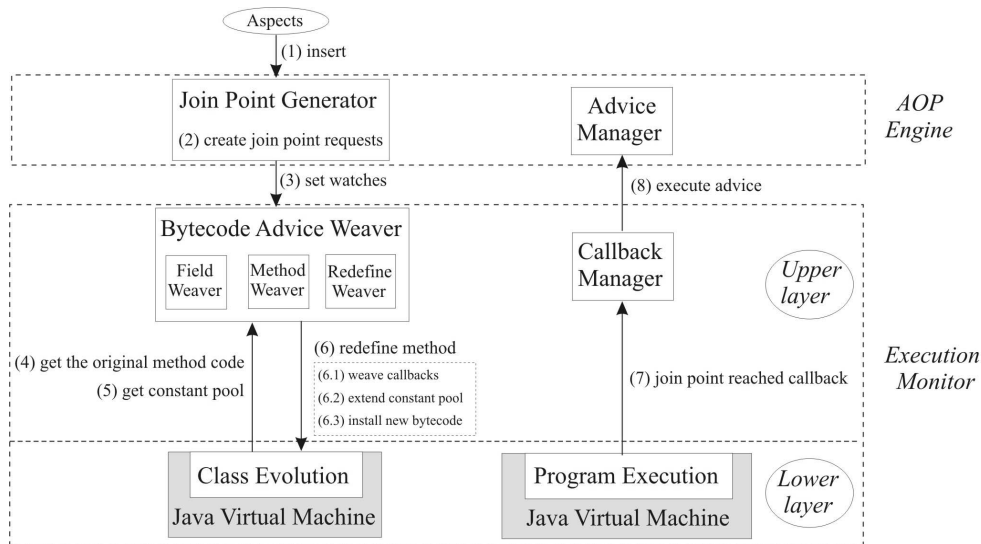 Aspects
(1) insert
Join Point Generator
(2) create join point requests
Advice
Manager
AOP
Engine
(3) set watches
(8) execute advice
Bytecode Advice Weaver
Field
Weaver
Method
Weaver
Redefine
Weaver
Callback
Manager
Upper
layer
(4) get the original method code
(5) get constant pool
(6) redefine method
(6.1) weave callbacks
(6.2) extend constant pool
(6.3) install new bytecode
(7) join point reached callback
Execution
Monitor
Class Evolution
Java Virtual Machine
Program Execution
Java Virtual Machine
Lower
layer